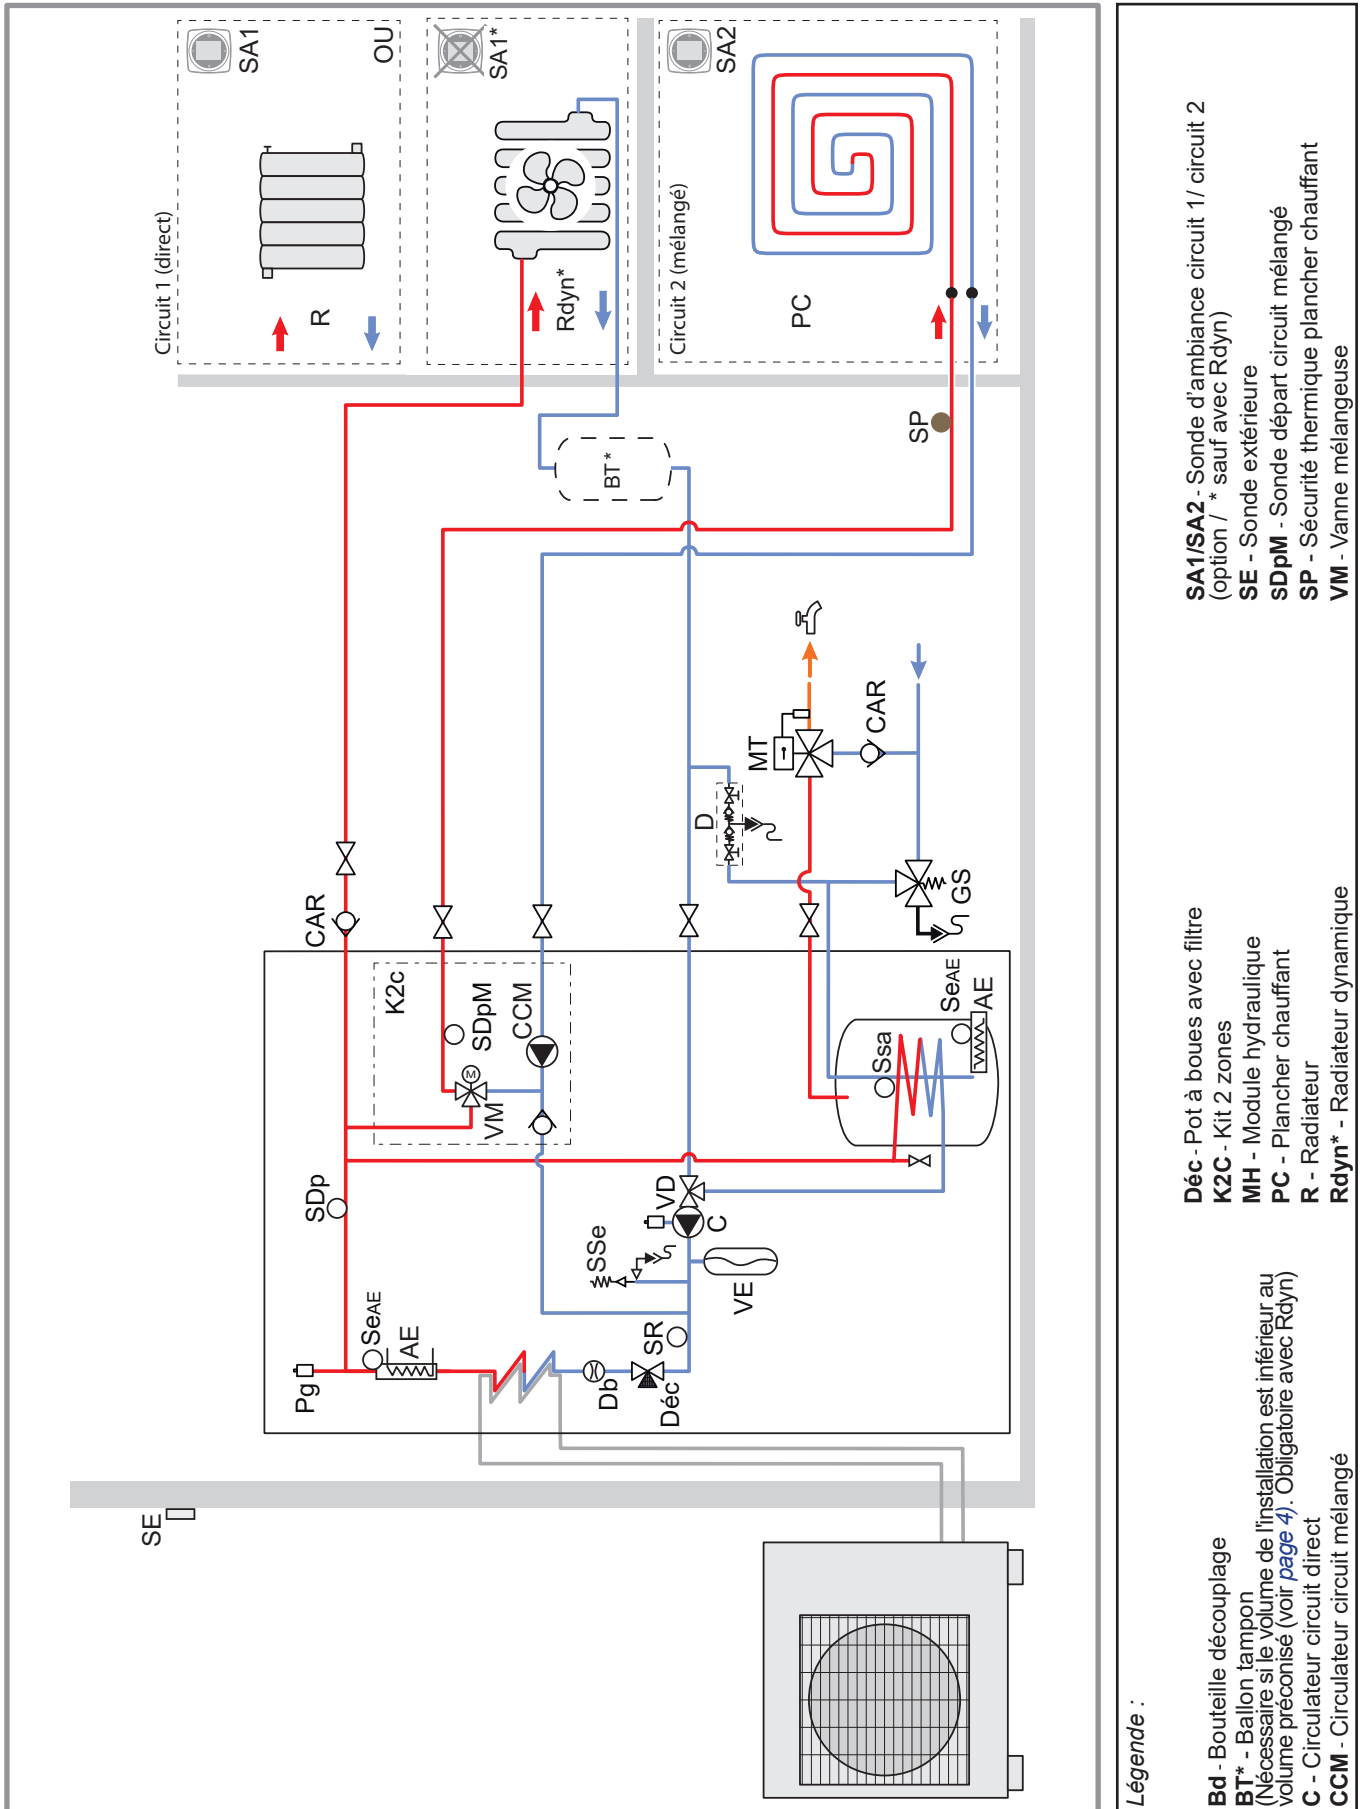 SE
Pg
SeAE
AE
SDp
Db
Déc
SR
SSe
VE
C
VD
VM
K2c
SDpM
CCM
CAR
Ssa
SeAE
AE
GS
D
MT
CAR
BT*
SP
Circuit 1 (direct)
R
SA1
OU
Rdyn*
SA1*
Circuit 2 (mélangé)
PC
SA2
M
Légende :
Bd - Bouteille découplage
BT* - Ballon tampon
(Nécessaire si le volume de l'installation est inférieur au
volume préconisé (voir page 4). Obligatoire avec Rdyn)
C - Circulateur circuit direct
CCM - Circulateur circuit mélangé
Déc - Pot à boues avec filtre
K2C - Kit 2 zones
MH - Module hydraulique
PC - Plancher chauffant
R - Radiateur
Rdyn* - Radiateur dynamique
SA1/SA2 - Sonde d'ambiance circuit 1/ circuit 2
(option / * sauf avec Rdyn)
SE - Sonde extérieure
SDpM - Sonde départ circuit mélangé
SP - Sécurité thermique plancher chauffant
VM - Vanne mélangeuse